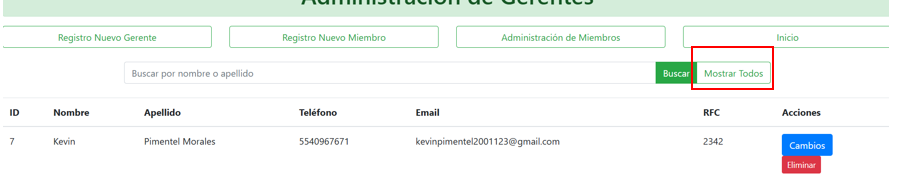 Administración de Gerentes
Registro Nuevo Gerente Registro Nuevo Miembro Administración de Miembros Inicio
Buscar por nombre o apellido Buscar Mostrar Todos
ID Nombre Apellido Teléfono Email RFC Acciones
7 Kevin Pimentel Morales 5540967671 kevinpimentel2001123@gmail.com 2342 Cambios
Eliminar